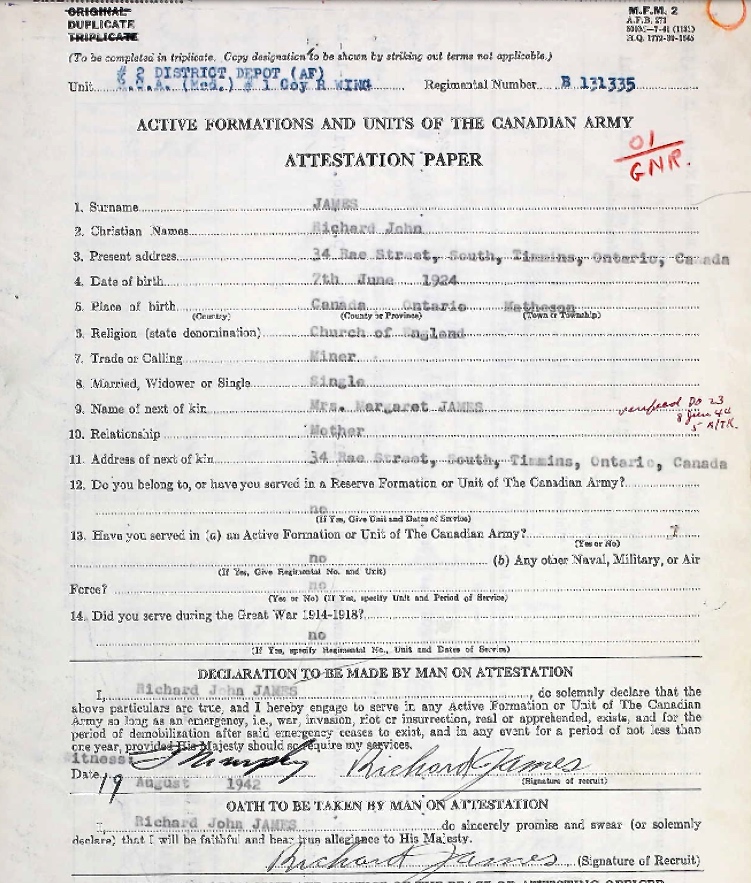 ORIGINAL
DUPLICATE
TRIPLICATE
M.F.M. 2
A.F.B. 271
(To be completed in triplicate. Copy designation to be shown by striking out terms not applicable.)
# 2 DISTRICT DEPOT (AF)
Unit (Med.) # 1 Coy R WING Regimental Number B 131335
ACTIVE FORMATIONS AND UNITS OF THE CANADIAN ARMY
ATTESTATION PAPER
01
GNR.
1. Surname JAMES
2. Christian Names Richard John
3. Present address 34 Rae Street, South, Timmins, Ontario, Canada
4. Date of birth 7th June 1924
5. Place of birth Canada Ontario Matheson
(Country) (County or Province) (Town or Township)
6. Religion (state denomination) Church of England
7. Trade or Calling Miner
8. Married, Widower or Single Single
9. Name of next of kin Mrs. Margaret JAMES
verified DO 23
8 Jun 44
5 A/TK.
10. Relationship Mother
11. Address of next of kin 34 Rae Street, South, Timmins, Ontario, Canada
12. Do you belong to, or have you served in a Reserve Formation or Unit of The Canadian Army?
no
(If Yes, Give Unit and Dates of Service)
13. Have you served in (a) an Active Formation or Unit of The Canadian Army?
(Yes or No)
no (b) Any other Naval, Military, or Air
(If Yes, Give Regimental No. and Unit)
Force? no
(Yes or No) (If Yes, specify Unit and Period of Service)
14. Did you serve during the Great War 1914-1918?
no
(If Yes, specify Regimental No., Unit and Dates of Service)
DECLARATION TO BE MADE BY MAN ON ATTESTATION
I, Richard John JAMES, do solemnly declare that the
above particulars are true, and I hereby engage to serve in any Active Formation or Unit of The Canadian
Army so long as an emergency, i.e., war, invasion, riot or insurrection, real or apprehended, exists, and for the
period of demobilization after said emergency ceases to exist, and in any event for a period of not less than
one year, provided His Majesty should so require my services.
itness Murphy Richard James
Date 19 August 1942 (Signature of recruit)
OATH TO BE TAKEN BY MAN ON ATTESTATION
I, Richard John JAMES do sincerely promise and swear (or solemnly
declare) that I will be faithful and bear true allegiance to His Majesty.
Richard James (Signature of Recruit)